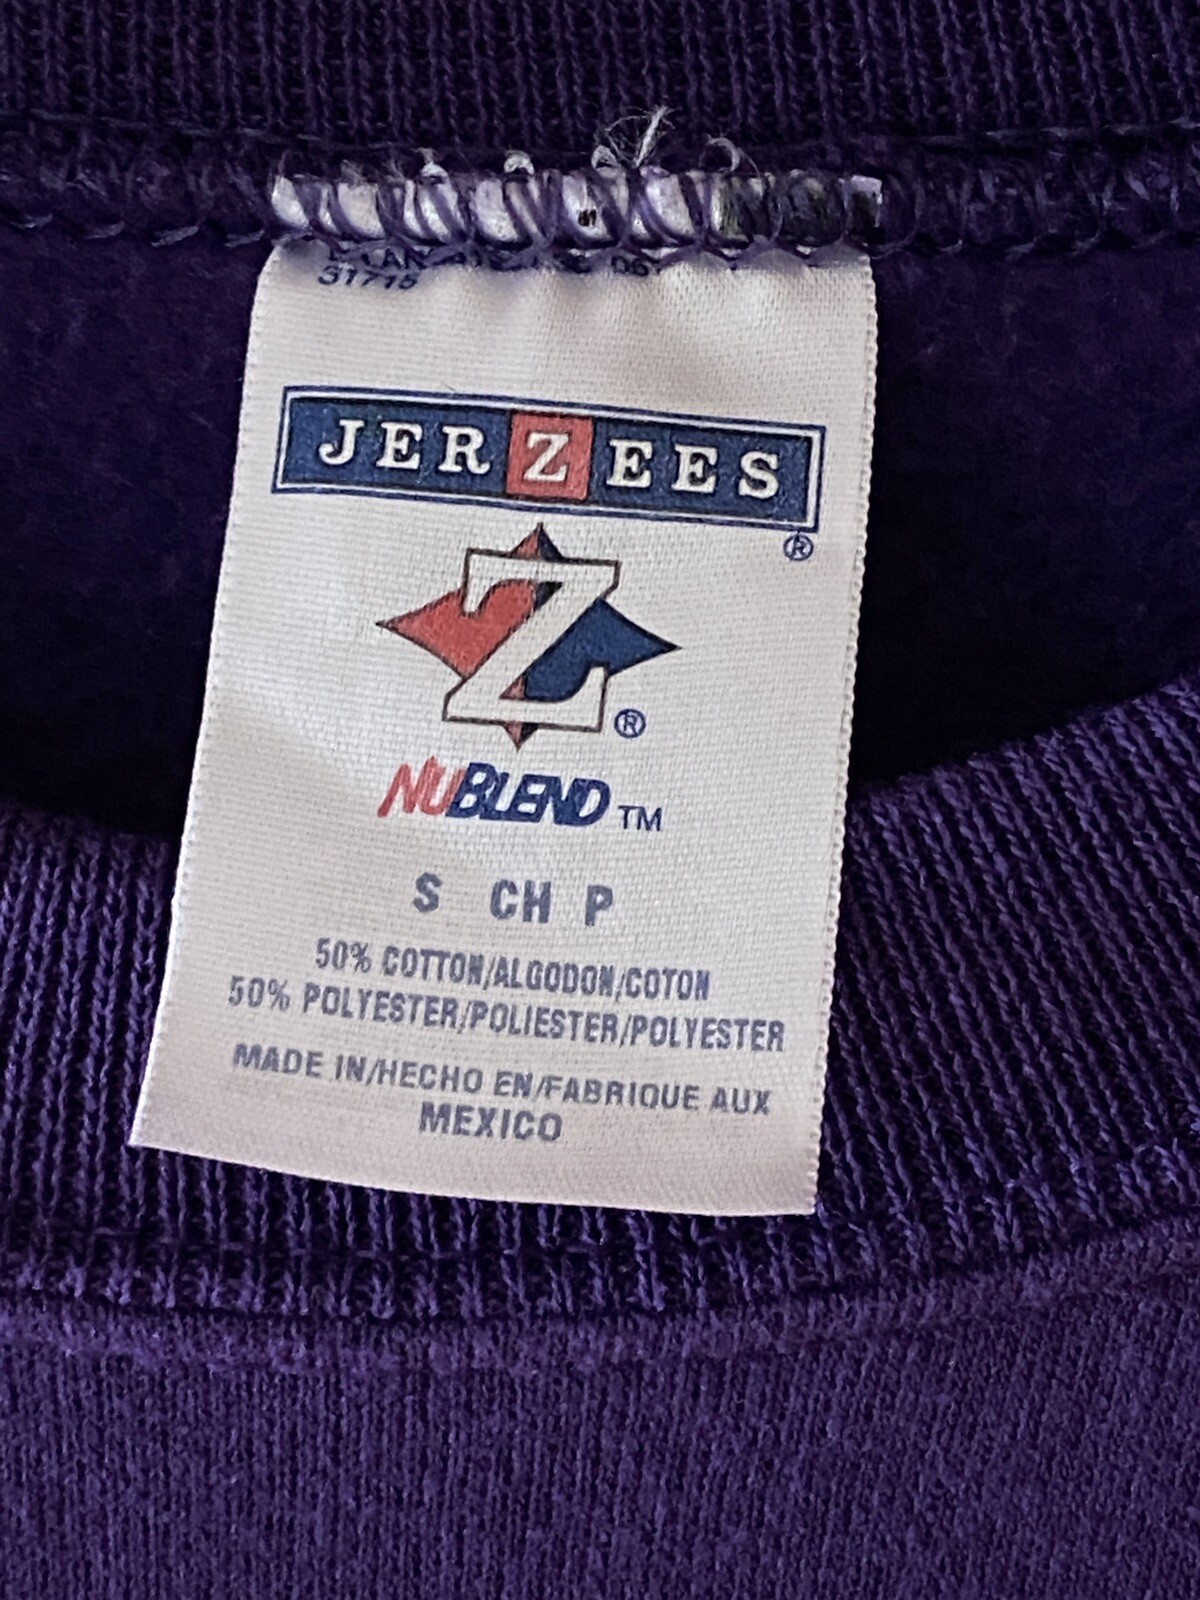 31715
JERZEES
®
Z
®
NUBLEND TM
S CH P
50% COTTON/ALGODON/COTON
50% POLYESTER/POLIESTER/POLYESTER
MADE IN/HECHO EN/FABRIQUE AUX
MEXICO